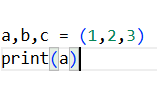 a,b,c = (1,2,3)
print(a)